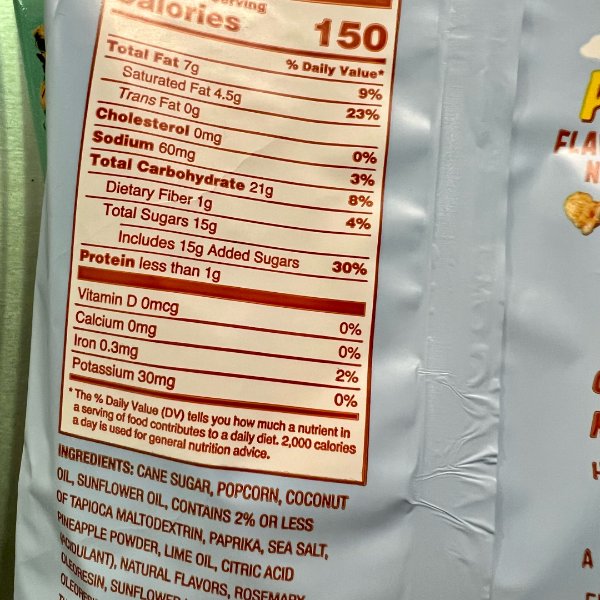 serving
Calories 150
% Daily Value*
Total Fat 7g 9%
Saturated Fat 4.5g 23%
Trans Fat 0g
Cholesterol 0mg 0%
Sodium 60mg 3%
Total Carbohydrate 21g 8%
Dietary Fiber 1g 4%
Total Sugars 15g
Includes 15g Added Sugars 30%
Protein less than 1g
Vitamin D 0mcg 0%
Calcium 0mg 0%
Iron 0.3mg 2%
Potassium 30mg 0%
* The % Daily Value (DV) tells you how much a nutrient in
a serving of food contributes to a daily diet. 2,000 calories
a day is used for general nutrition advice.
INGREDIENTS: CANE SUGAR, POPCORN, COCONUT
OIL, SUNFLOWER OIL, CONTAINS 2% OR LESS
OF TAPIOCA MALTODEXTRIN, PAPRIKA, SEA SALT,
PINEAPPLE POWDER, LIME OIL, CITRIC ACID
(ACIDULANT), NATURAL FLAVORS, ROSEMARY
OLEORESIN, SUNFLOWER
FLA
N
A